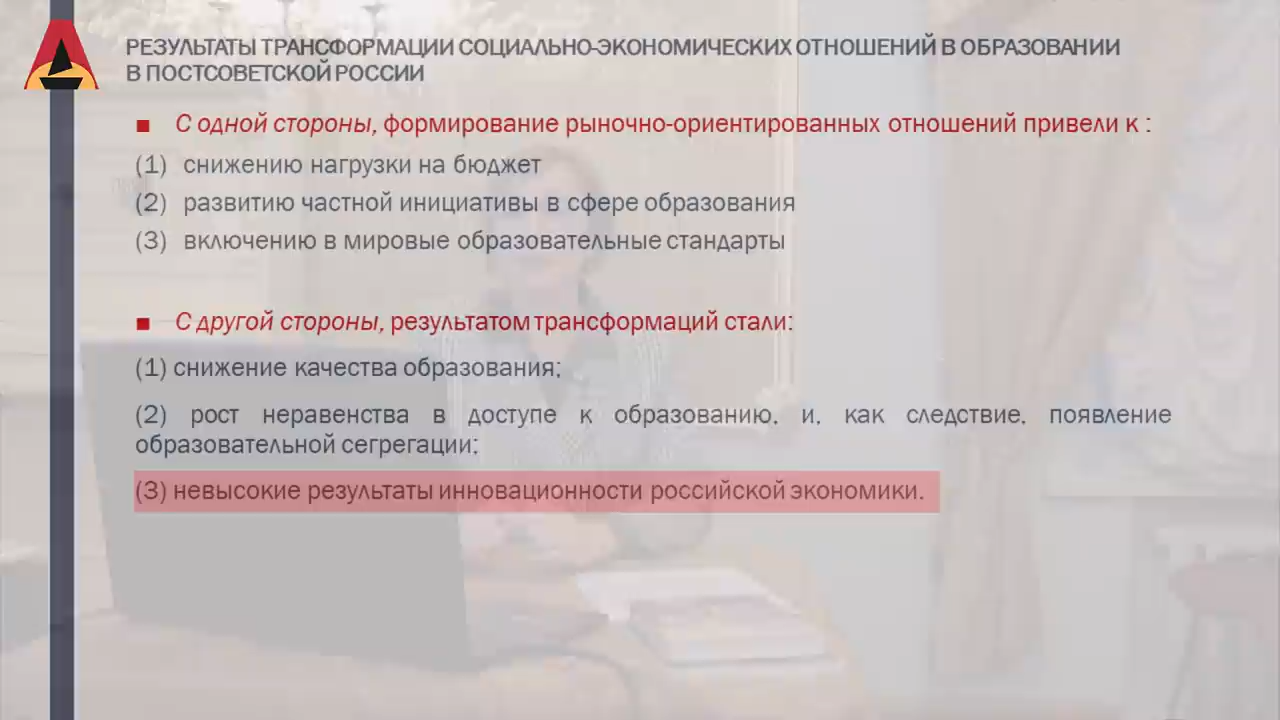 РЕЗУЛЬТАТЫ ТРАНСФОРМАЦИИ СОЦИАЛЬНО-ЭКОНОМИЧЕСКИХ ОТНОШЕНИЙ В ОБРАЗОВАНИИ
В ПОСТСОВЕТСКОЙ РОССИИ
■ С одной стороны, формирование рыночно-ориентированных отношений привели к :
(1) снижению нагрузки на бюджет
(2) развитию частной инициативы в сфере образования
(3) включению в мировые образовательные стандарты
■ С другой стороны, результатом трансформаций стали:
(1) снижение качества образования;
(2) рост неравенства в доступе к образованию, и, как следствие, появление
образовательной сегрегации;
(3) невысокие результаты инновационности российской экономики.